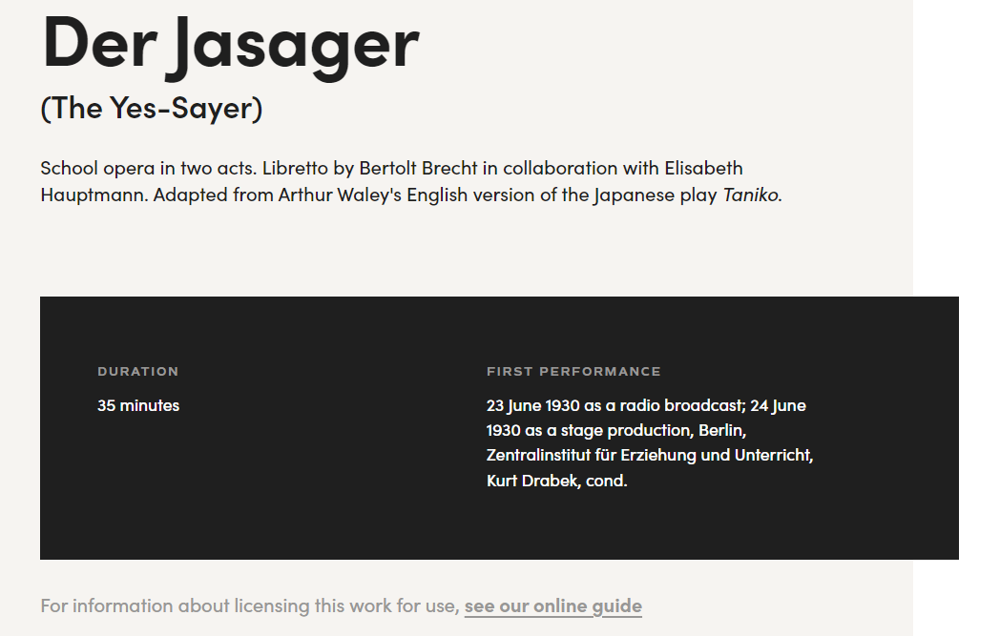 Der Jasager
(The Yes-Sayer)
School opera in two acts. Libretto by Bertolt Brecht in collaboration with Elisabeth
Hauptmann. Adapted from Arthur Waley's English version of the Japanese play Taniko.
DURATION
35 minutes
FIRST PERFORMANCE
23 June 1930 as a radio broadcast; 24 June
1930 as a stage production, Berlin,
Zentralinstitut für Erziehung und Unterricht,
Kurt Drabek, cond.
For information about licensing this work for use, see our online guide